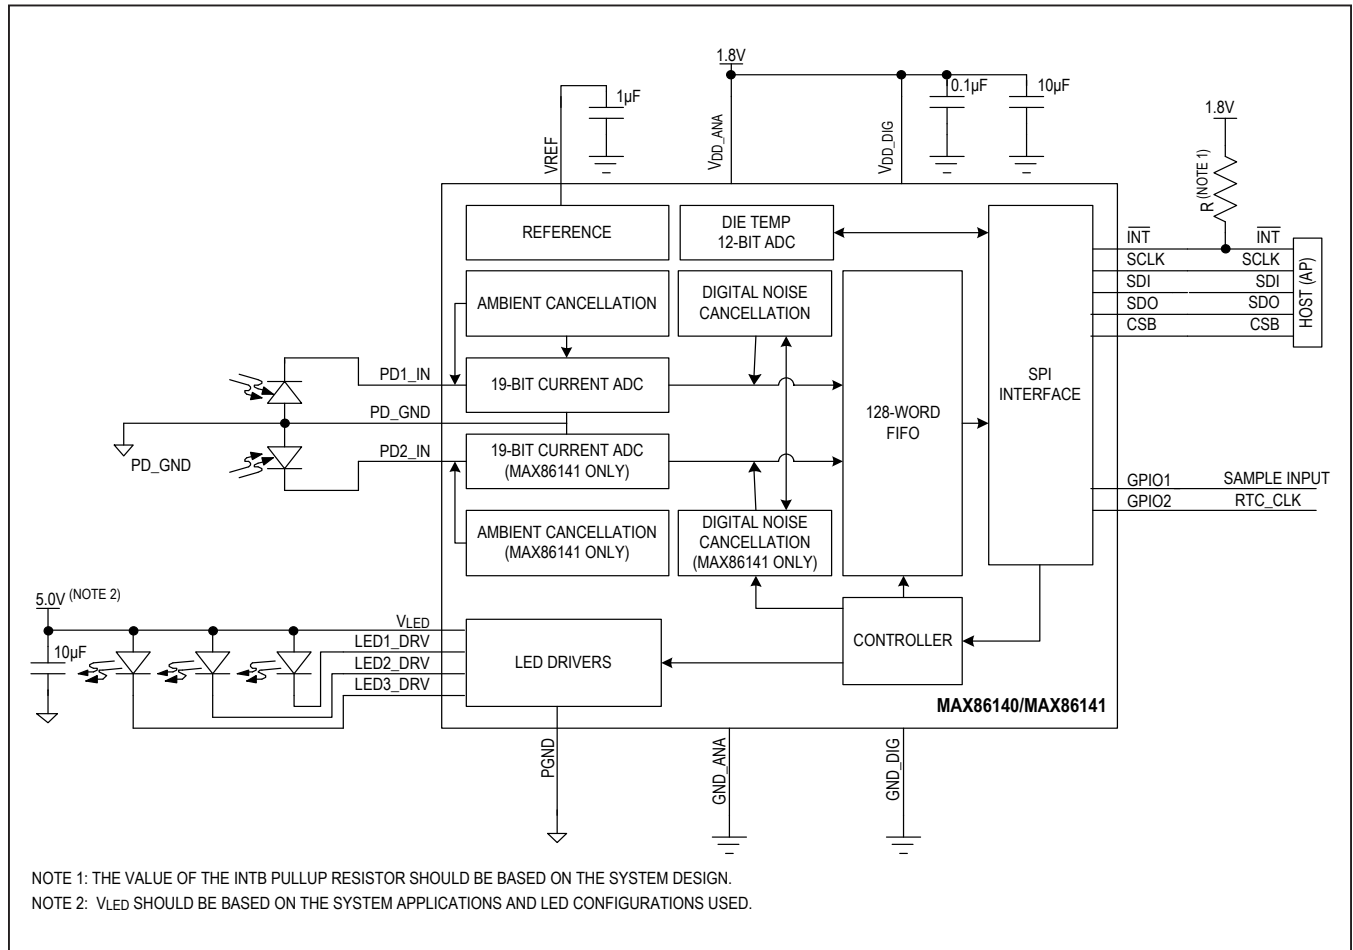 1.8V
0.1µF
10µF
1µF
1.8V
VREF
VDD_ANA
VDD_DIG
R (NOTE 1)
REFERENCE
DIE TEMP
12-BIT ADC
INT
INT
SCLK
SCLK
SDI
SDI
SDO
SDO
CSB
CSB
HOST (AP)
AMBIENT CANCELLATION
DIGITAL NOISE
CANCELLATION
PD1_IN
19-BIT CURRENT ADC
SPI
INTERFACE
PD_GND
128-WORD
FIFO
PD_GND
PD2_IN
19-BIT CURRENT ADC
(MAX86141 ONLY)
GPIO1
SAMPLE INPUT
GPIO2
RTC_CLK
AMBIENT CANCELLATION
(MAX86141 ONLY)
DIGITAL NOISE
CANCELLATION
(MAX86141 ONLY)
5.0V (NOTE 2)
10µF
VLED
LED1_DRV
LED2_DRV
LED3_DRV
LED DRIVERS
CONTROLLER
MAX86140/MAX86141
PGND
GND_ANA
GND_DIG
NOTE 1: THE VALUE OF THE INTB PULLUP RESISTOR SHOULD BE BASED ON THE SYSTEM DESIGN.
NOTE 2: VLED SHOULD BE BASED ON THE SYSTEM APPLICATIONS AND LED CONFIGURATIONS USED.